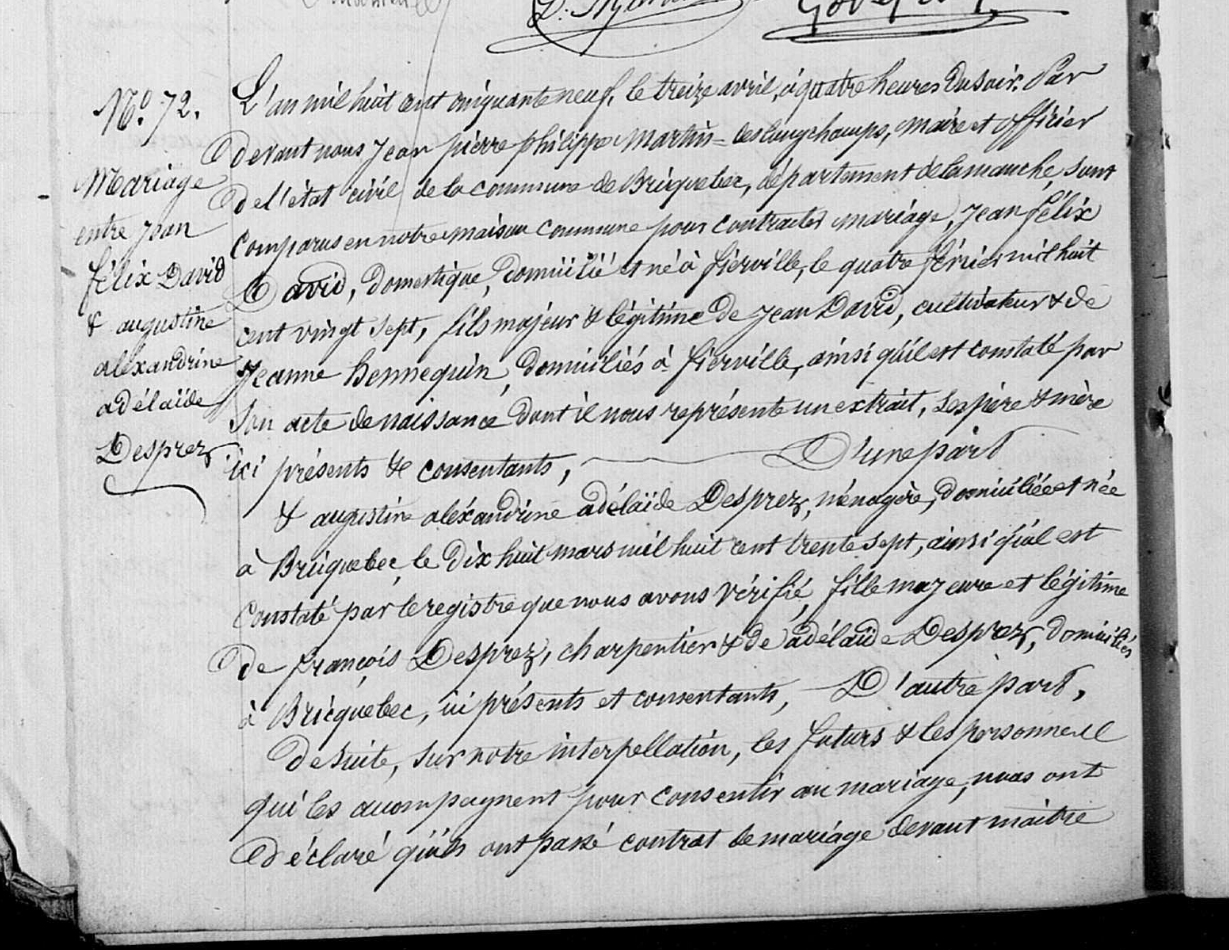 N.° 72.
Mariage
entre Jean
félix David
& augustine
alexandrine
adélaïde
Desprez
L'an mil huit cent cinquante neuf, le treize avril, à quatre heures du soir. Par
devant nous Jean pierre philippe Martin=deslongchamps, maire et officier
de l'état civil de la commune de Bricquebec, département de la manche, sont
comparus en notre maison commune pour contracter mariage, Jean félix
David, domestique, domicilié et né à fierville, le quatre février mil huit
cent vingt sept, fils majeur & légitime de Jean David, cultivateur & de
Jeanne hennequin, domiciliés à fierville, ainsi qu'il est constaté par
son acte de naissance dont il nous représente un extrait, ses père & mère
ici présents & consentants, D'une part
& augustine aléxandrine adélaïde Desprez, ménagère, domiciliée et née
à Bricquebec, le dix huit mars mil huit cent trente sept, ainsi qu'il est
constaté par le registre que nous avons vérifié, fille majeure et légitime
de françois Desprez, charpentier & de adélaïde Desprez, domiciliés
à Bricquebec, ici présents et consentants, D'autre part,
De suite, sur notre interpellation, les futurs & les personnes
qui les accompagnent pour consentir au mariage, nous ont
déclaré qu'ils ont passé contrat de mariage devant maître